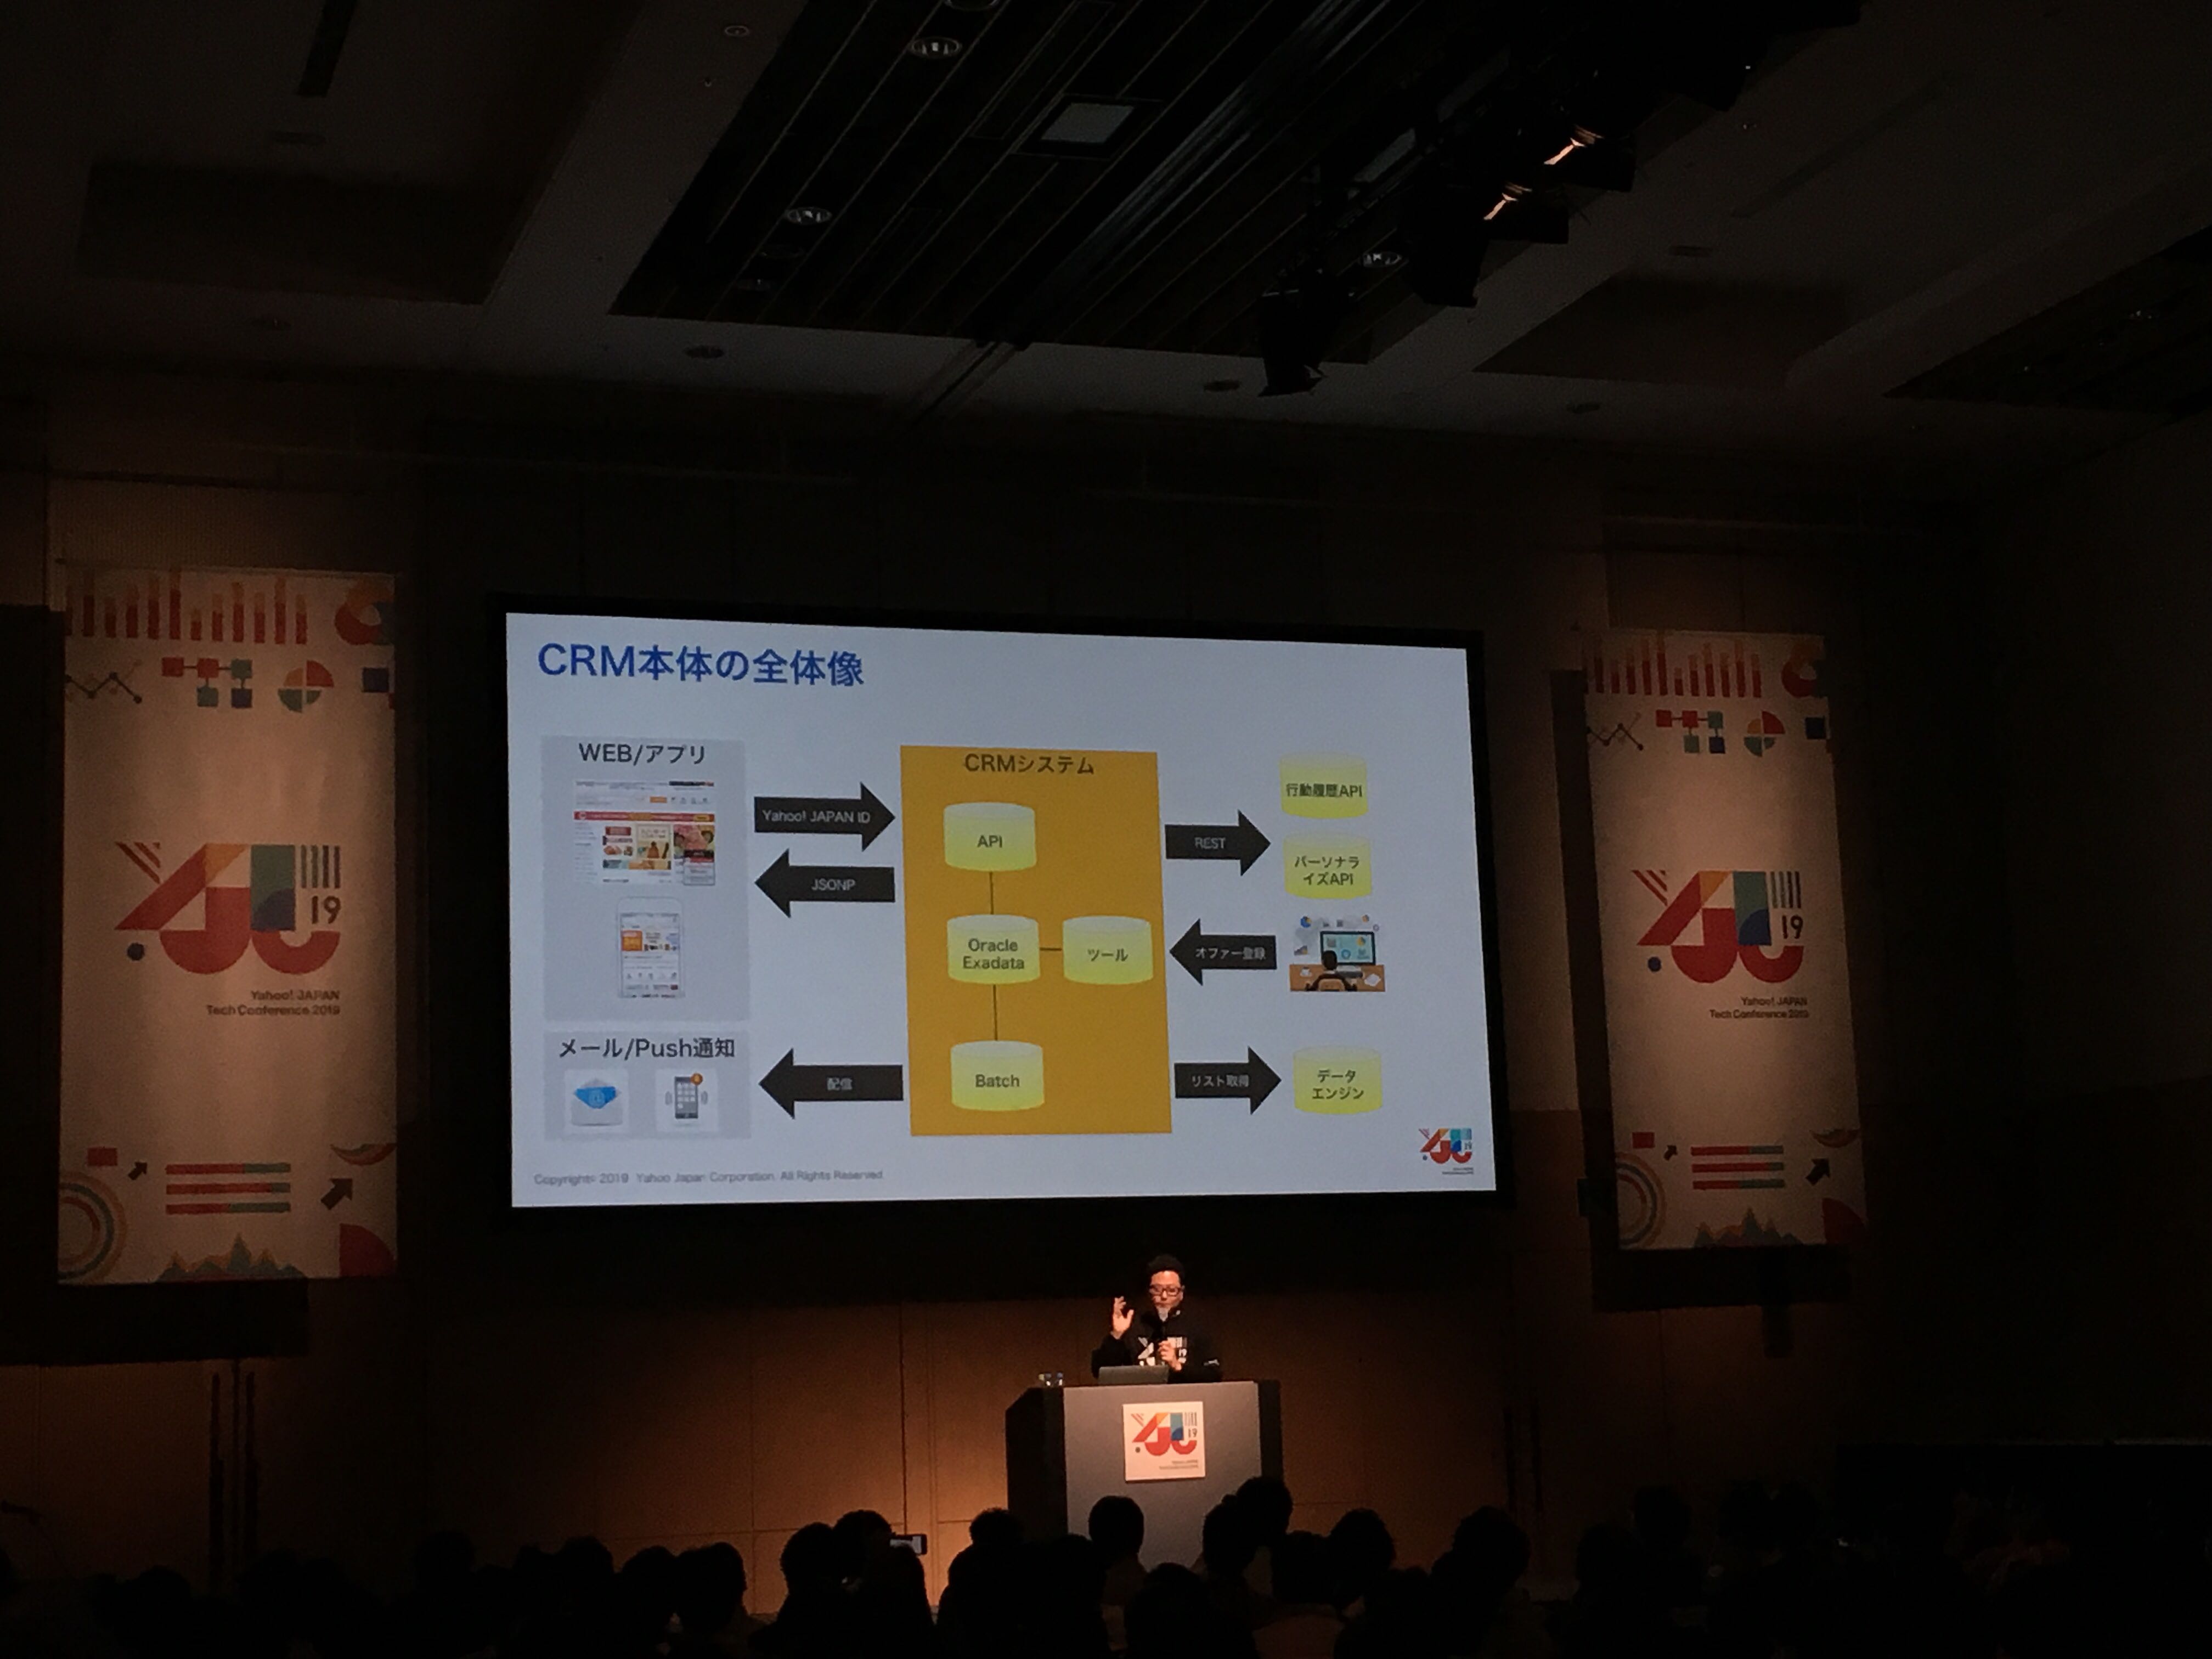 CRM本体の全体像
WEB/アプリ
Yahoo! JAPAN ID
JSONP
メール/Push通知
配信
CRMシステム
API
Oracle
Exadata
ツール
Batch
REST
行動履歴API
パーソナラ
イズAPI
オファー登録
リスト取得
データ
エンジン
Copyright© 2019 Yahoo Japan Corporation. All Rights Reserved.
19
Yahoo! JAPAN
Tech Conference 2019
19
Yahoo! JAPAN
Tech Conference 2019
19
19